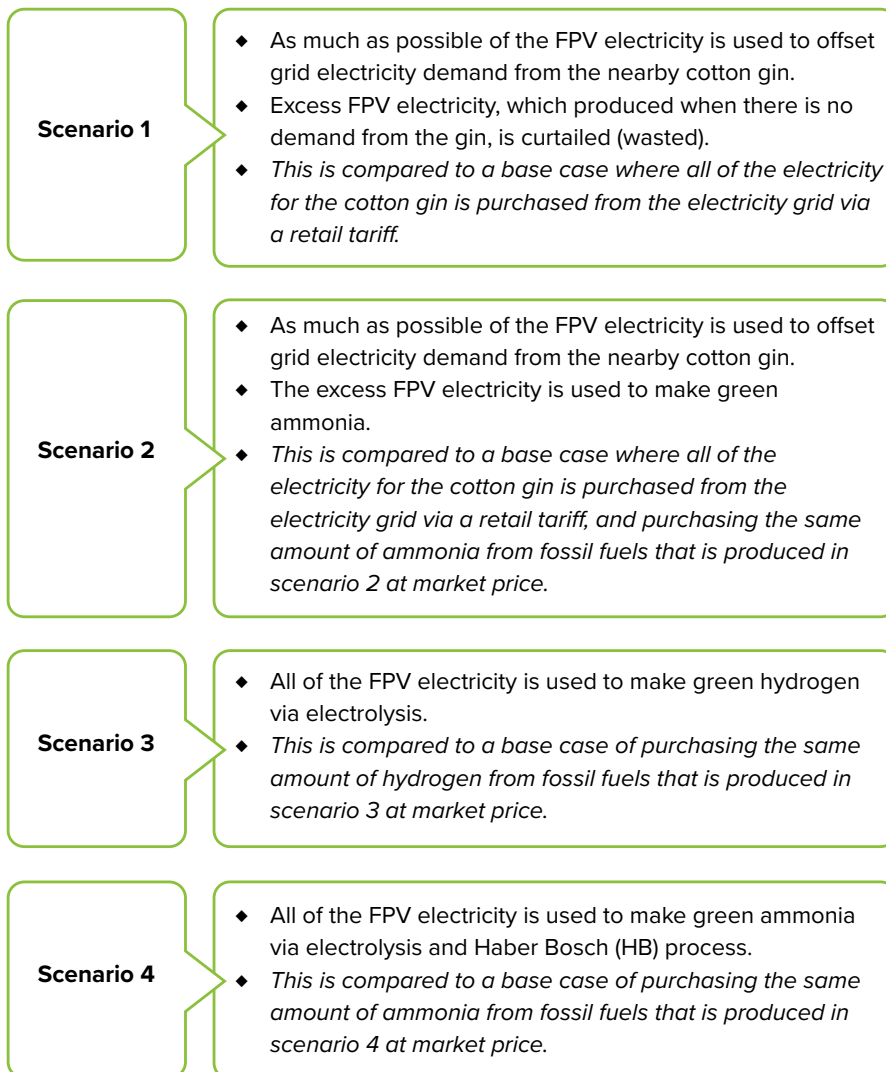 Scenario 1
◆ As much as possible of the FPV electricity is used to offset
grid electricity demand from the nearby cotton gin.
◆ Excess FPV electricity, which produced when there is no
demand from the gin, is curtailed (wasted).
◆ This is compared to a base case where all of the electricity
for the cotton gin is purchased from the electricity grid via
a retail tariff.
Scenario 2
◆ As much as possible of the FPV electricity is used to offset
grid electricity demand from the nearby cotton gin.
◆ The excess FPV electricity is used to make green
ammonia.
◆ This is compared to a base case where all of the
electricity for the cotton gin is purchased from the
electricity grid via a retail tariff, and purchasing the same
amount of ammonia from fossil fuels that is produced in
scenario 2 at market price.
Scenario 3
◆ All of the FPV electricity is used to make green hydrogen
via electrolysis.
◆ This is compared to a base case of purchasing the same
amount of hydrogen from fossil fuels that is produced in
scenario 3 at market price.
Scenario 4
◆ All of the FPV electricity is used to make green ammonia
via electrolysis and Haber Bosch (HB) process.
◆ This is compared to a base case of purchasing the same
amount of ammonia from fossil fuels that is produced in
scenario 4 at market price.